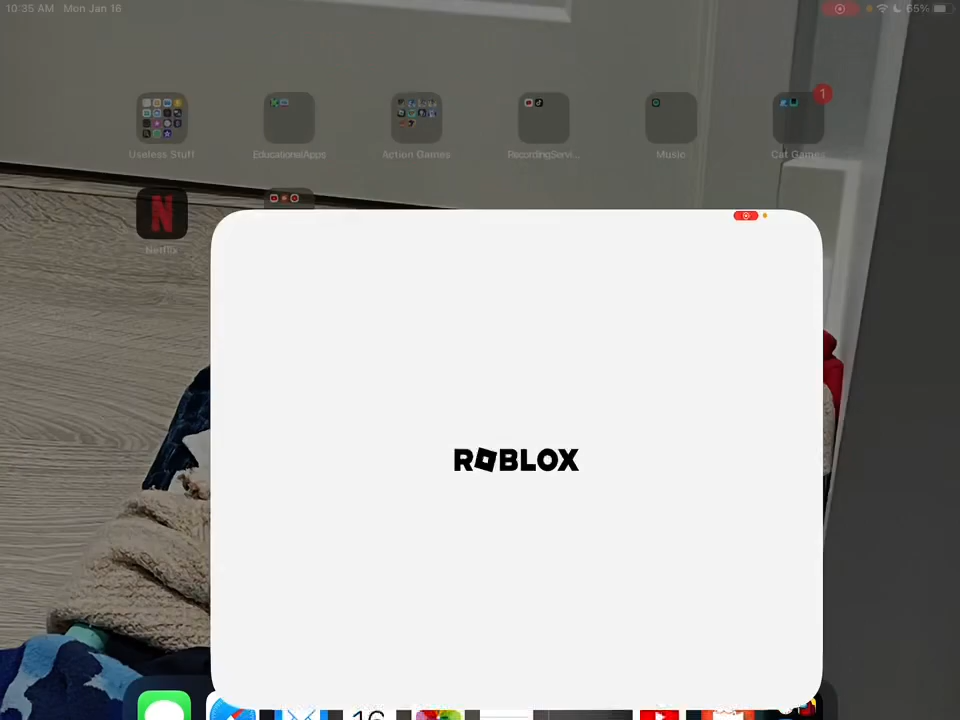 10:35 AM Mon Jan 16
65%
1
Useless Stuff
EducationalApps
Action Games
RecordingServi...
Music
Cat Games
Netflix
ROBLOX
16